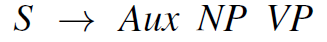 S → Aux NP VP